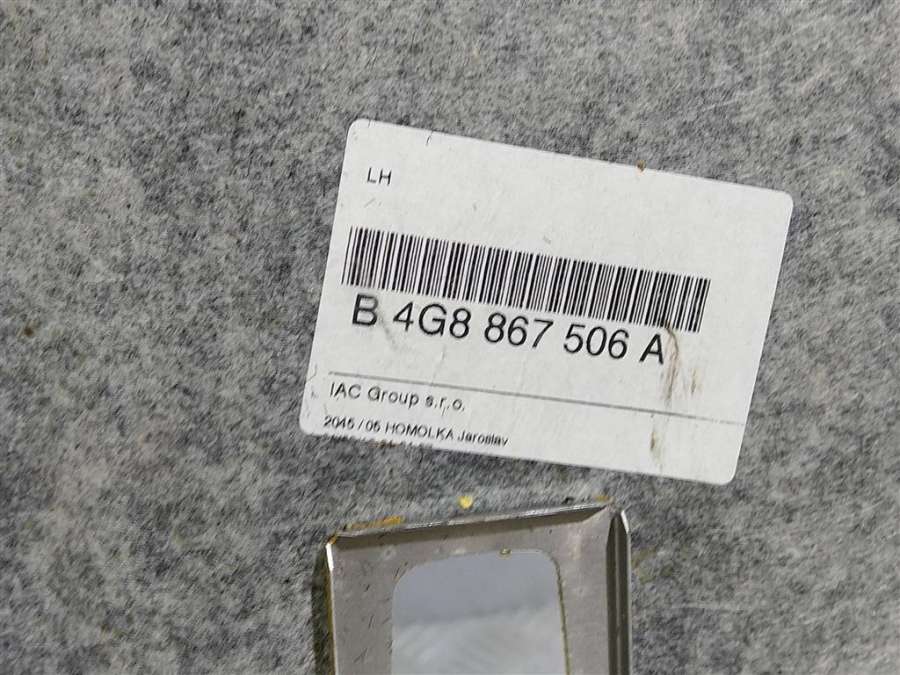 LH
B 4G8 867 506 A
IAC Group s.r.o.
2045 / 05 HOMOLKA Jaroslav